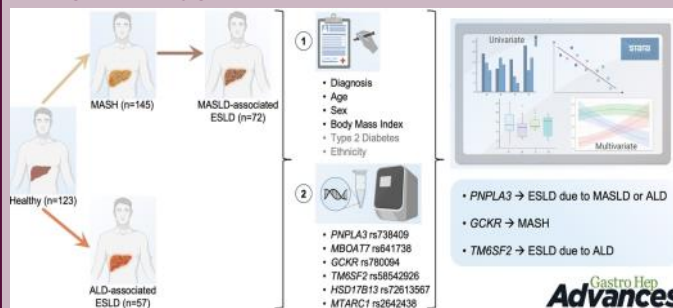 MASH (n=145)
MASLD-associated
ESLD (n=72)
Healthy (n=123)
ALD-associated
ESLD (n=57)
1
• Diagnosis
• Age
• Sex
• Body Mass Index
• Type 2 Diabetes
• Ethnicity
2
• PNPLA3 rs738409
• MBOAT7 rs641738
• GCKR rs780094
• TM6SF2 rs58542926
• HSD17B13 rs72613567
• MTARC1 rs2642438
Univariate
stata
Multivariate
• PNPLA3 → ESLD due to MASLD or ALD
• GCKR → MASH
• TM6SF2 → ESLD due to ALD
Gastro Hep
Advances